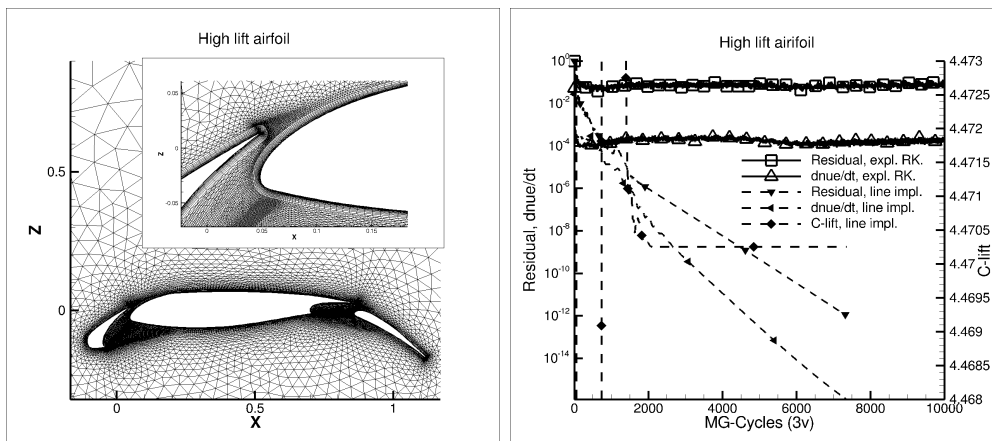 High lift airfoil
Z
0.5
0
0
0.5
1
X
0.05
0
-0.05
Z
0
0.05
0.1
0.15
X
High lift airifoil
Residual, dnue/dt
10^0
10^-2
10^-4
10^-6
10^-8
10^-10
10^-12
10^-14
Residual, expl. RK.
dnue/dt, expl. RK.
Residual, line impl.
dnue/dt, line impl.
C-lift, line impl.
4.473
4.4725
4.472
4.4715
4.471
4.4705
4.47
4.4695
4.469
4.4685
4.468
C-lift
0
2000
4000
6000
8000
10000
MG-Cycles (3v)